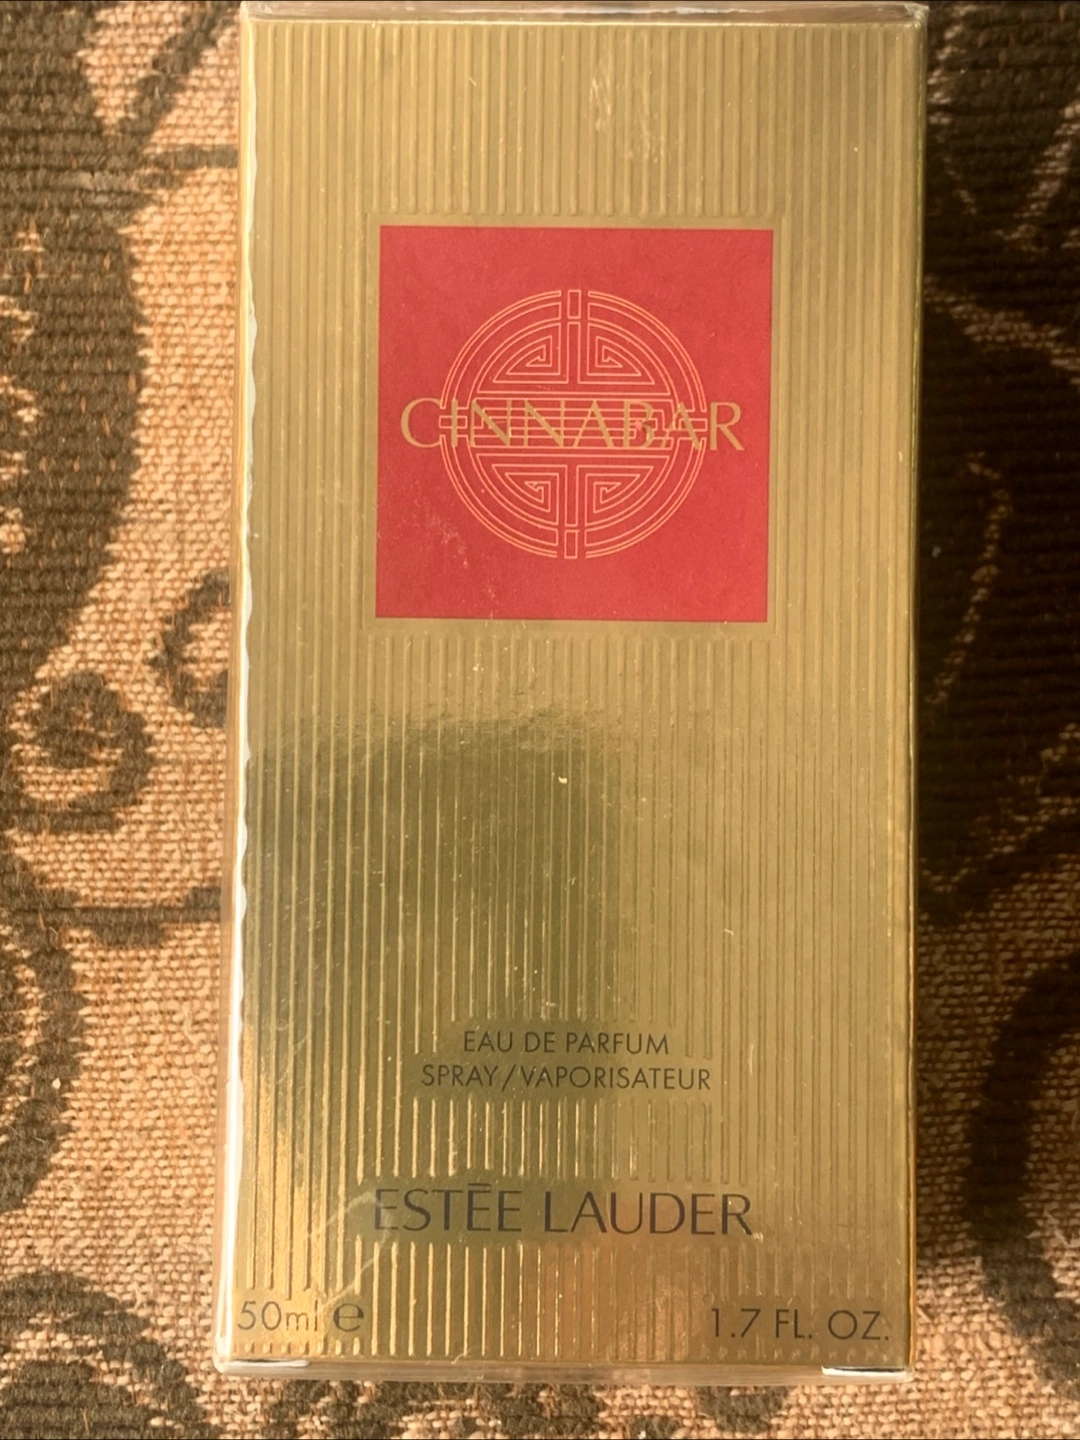 CINNABAR
EAU DE PARFUM
SPRAY/VAPORISATEUR
ESTĒE LAUDER
50ml ℮
1.7 FL. OZ.